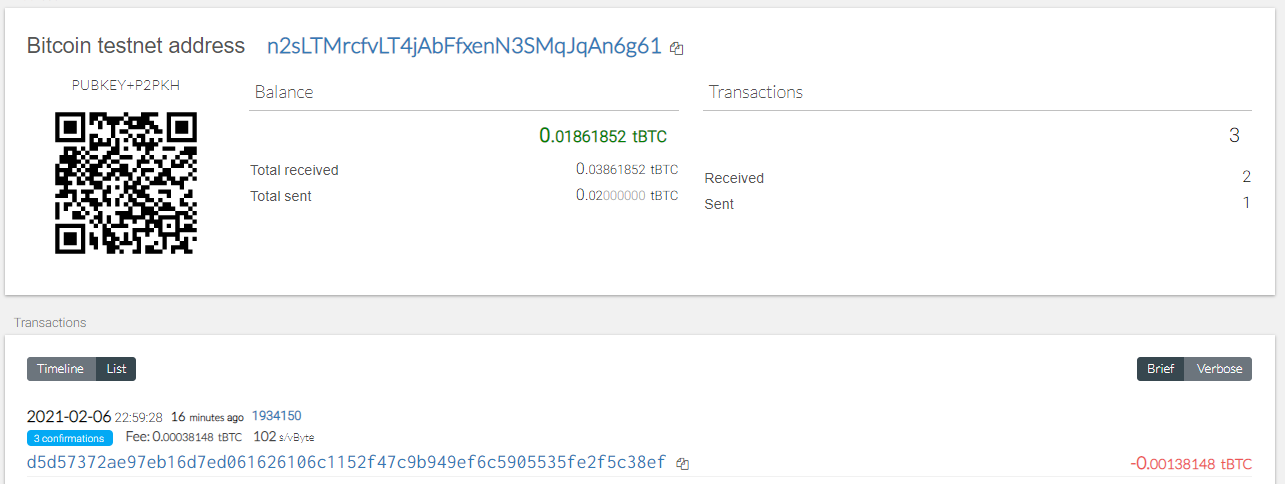 Bitcoin testnet address n2sLTMrcfvLT4jAbFfxenN3SMqJqAn6g61
PUBKEY+P2PKH
Balance
0.01861852 tBTC
Total received 0.03861852 tBTC
Total sent 0.02000000 tBTC
Transactions
3
Received 2
Sent 1
Transactions
Timeline List Brief Verbose
2021-02-06 22:59:28 16 minutes ago 1934150
3 confirmations Fee: 0.00038148 tBTC 102 s/vByte
d5d57372ae97eb16d7ed061626106c1152f47c9b949ef6c5905535fe2f5c38ef -0.00138148 tBTC